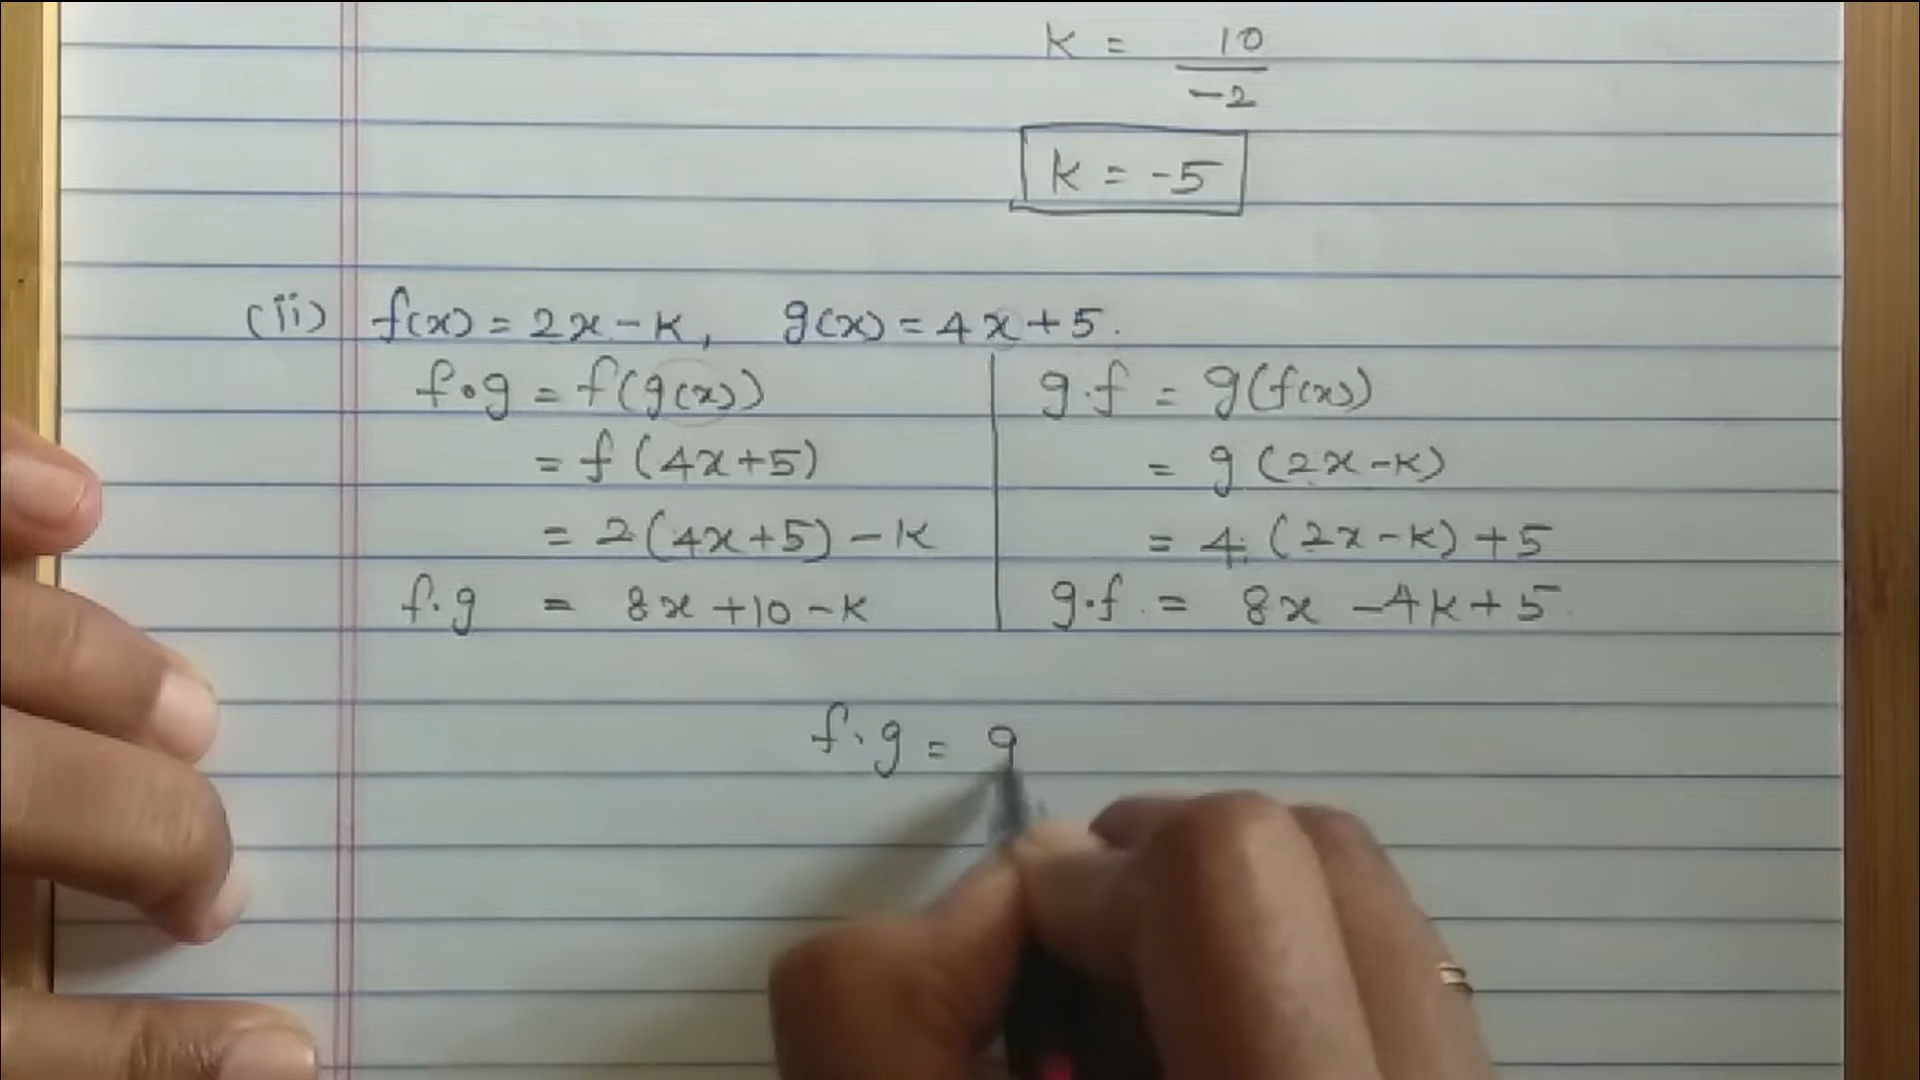 K = 10
-2
K = -5
(ii) f(x) = 2x - K, g(x) = 4x + 5.
f∘g = f(g(x))
= f(4x+5)
= 2(4x+5) - K
f·g = 8x + 10 - K
g·f = g(f(x))
= g(2x-K)
= 4(2x-K) + 5
g·f = 8x - 4K + 5
f·g = g